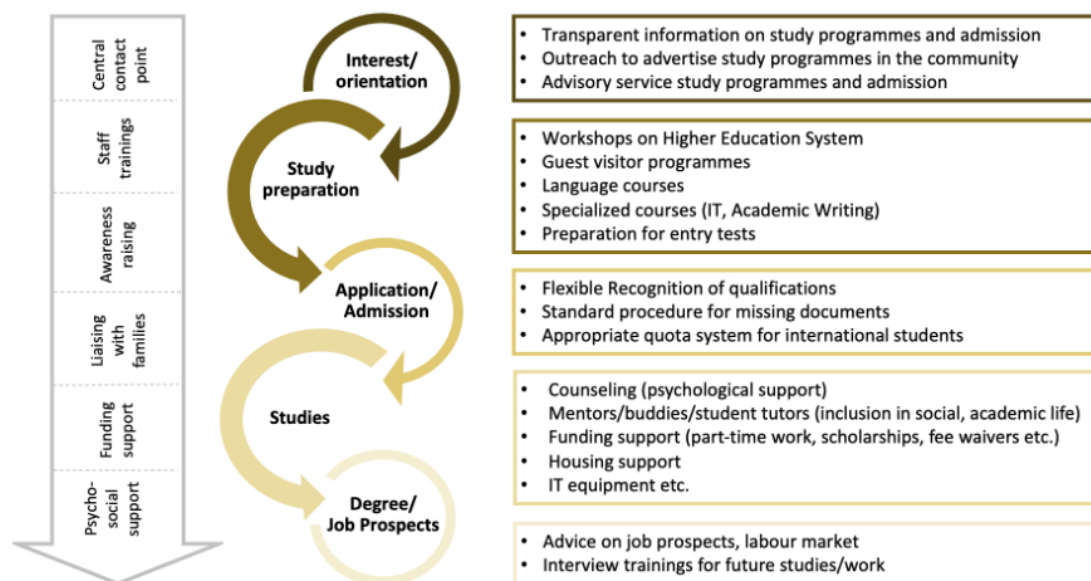 Central
contact
point
Staff
trainings
Awareness
raising
Liaising
with
families
Funding
support
Psycho-
social
support
Interest/
orientation
Study
preparation
Application/
Admission
Studies
Degree/
Job Prospects
• Transparent information on study programmes and admission
• Outreach to advertise study programmes in the community
• Advisory service study programmes and admission
• Workshops on Higher Education System
• Guest visitor programmes
• Language courses
• Specialized courses (IT, Academic Writing)
• Preparation for entry tests
• Flexible Recognition of qualifications
• Standard procedure for missing documents
• Appropriate quota system for international students
• Counseling (psychological support)
• Mentors/buddies/student tutors (inclusion in social, academic life)
• Funding support (part-time work, scholarships, fee waivers etc.)
• Housing support
• IT equipment etc.
• Advice on job prospects, labour market
• Interview trainings for future studies/work